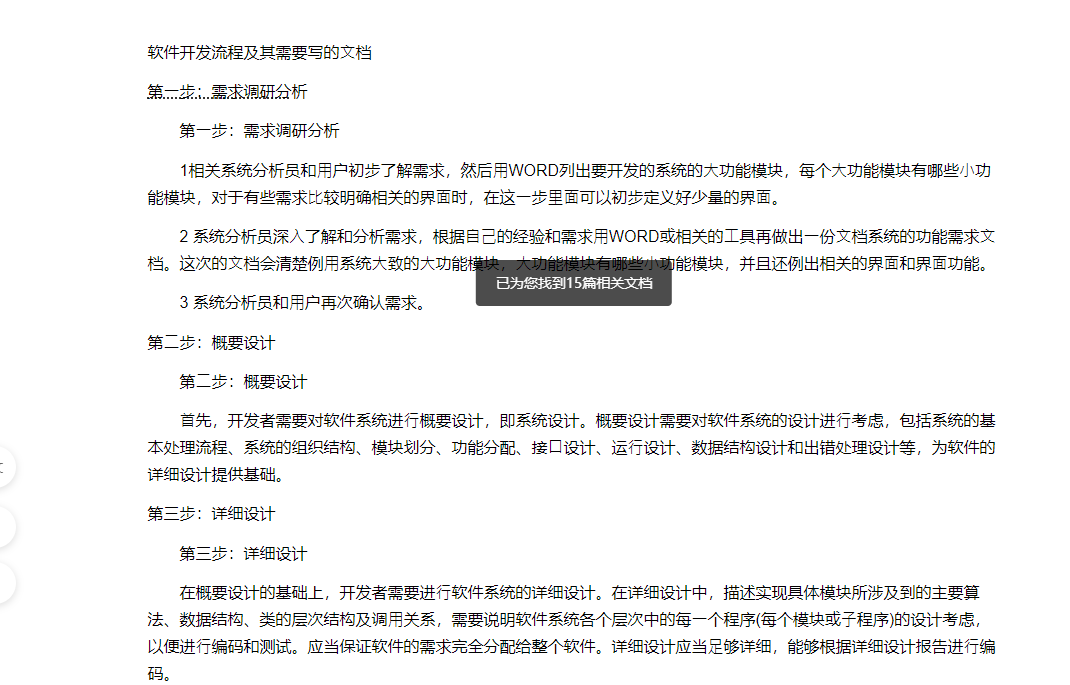 软件开发流程及其需要写的文档
第一步：需求调研分析
第一步：需求调研分析
1相关系统分析员和用户初步了解需求，然后用WORD列出要开发的系统的大功能模块，每个大功能模块有哪些小功
能模块，对于有些需求比较明确相关的界面时，在这一步里面可以初步定义好少量的界面。
2 系统分析员深入了解和分析需求，根据自己的经验和需求用WORD或相关的工具再做出一份文档系统的功能需求文
档。这次的文档会清楚例用系统大致的大功能模块，大功能模块有哪些小功能模块，并且还例出相关的界面和界面功能。
已为您找到15篇相关文档
3 系统分析员和用户再次确认需求。
第二步：概要设计
第二步：概要设计
首先，开发者需要对软件系统进行概要设计，即系统设计。概要设计需要对软件系统的设计进行考虑，包括系统的基
本处理流程、系统的组织结构、模块划分、功能分配、接口设计、运行设计、数据结构设计和出错处理设计等，为软件的
详细设计提供基础。
第三步：详细设计
第三步：详细设计
在概要设计的基础上，开发者需要进行软件系统的详细设计。在详细设计中，描述实现具体模块所涉及到的主要算
法、数据结构、类的层次结构及调用关系，需要说明软件系统各个层次中的每一个程序(每个模块或子程序)的设计考虑，
以便进行编码和测试。应当保证软件的需求完全分配给整个软件。详细设计应当足够详细，能够根据详细设计报告进行编
码。